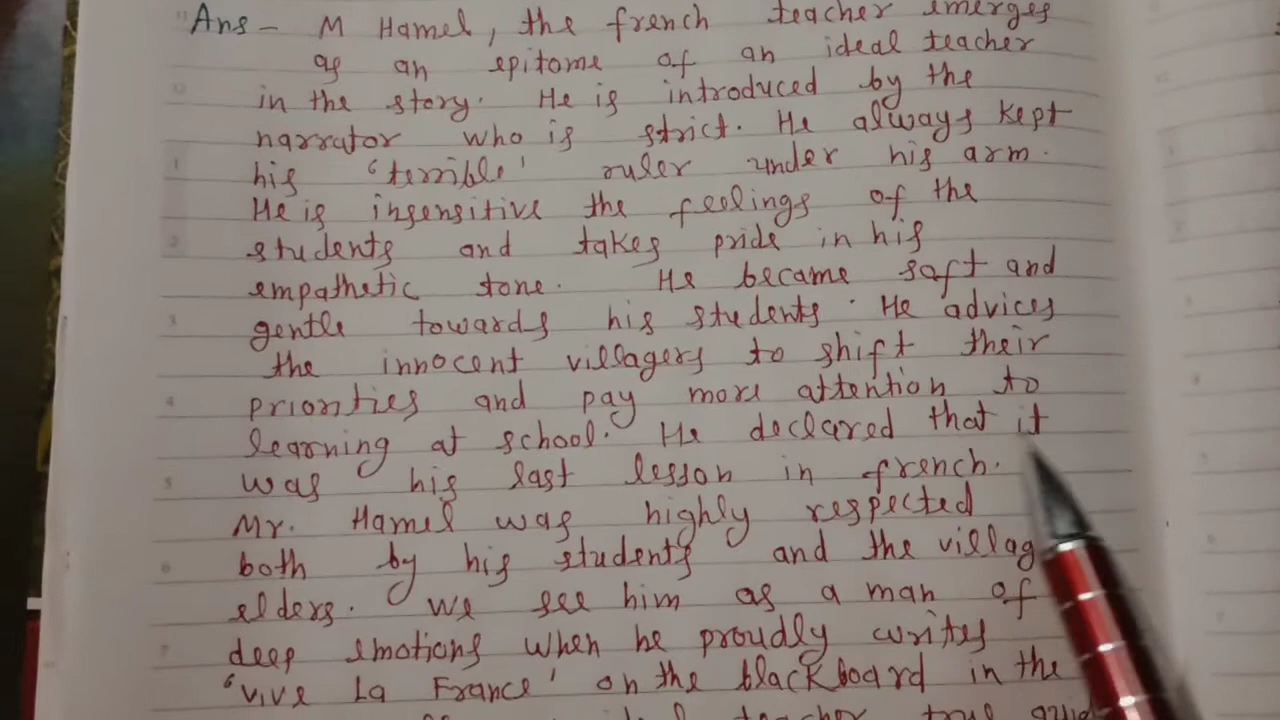 Ans - M Hamel, the french teacher emerges
as an epitome of an ideal teacher
in the story. He is introduced by the
narrator who is strict. He always kept
his 'terrible' ruler under his arm.
He is insensitive the feelings of the
students and takes pride in his
empathetic tone. He became soft and
gentle towards his students. He advices
the innocent villagers to shift their
priorities and pay more attention to
learning at school. He declared that it
was his last lesson in french.
Mr. Hamel was highly respected
both by his students and the villag
elders. We see him as a man of
deep emotions when he proudly writes
'Vive La France' on the blackboard in the
teacher true